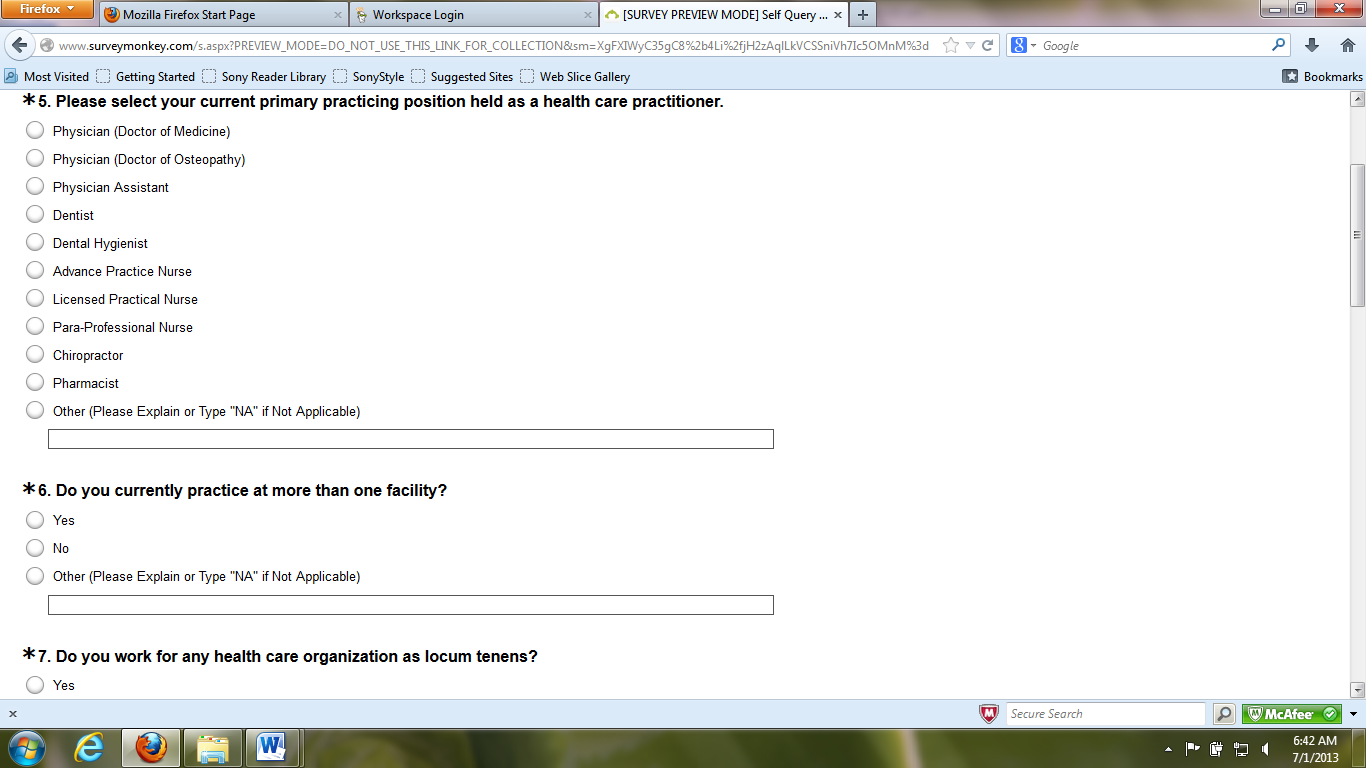 Firefox
Mozilla Firefox Start Page
Workspace Login
[SURVEY PREVIEW MODE] Self Query ...
www.surveymonkey.com/s.aspx?PREVIEW_MODE=DO_NOT_USE_THIS_LINK_FOR_COLLECTION&sm=XgFXIWyC35gC8%2b4Li%2fjH2zAqILkVCSSniVh7Ic5OMnM%3d
Google
Most Visited
Getting Started
Sony Reader Library
SonyStyle
Suggested Sites
Web Slice Gallery
Bookmarks
*5. Please select your current primary practicing position held as a health care practitioner.
Physician (Doctor of Medicine)
Physician (Doctor of Osteopathy)
Physician Assistant
Dentist
Dental Hygienist
Advance Practice Nurse
Licensed Practical Nurse
Para-Professional Nurse
Chiropractor
Pharmacist
Other (Please Explain or Type "NA" if Not Applicable)
*6. Do you currently practice at more than one facility?
Yes
No
Other (Please Explain or Type "NA" if Not Applicable)
*7. Do you work for any health care organization as locum tenens?
Yes
Secure Search
McAfee
6:42 AM
7/1/2013